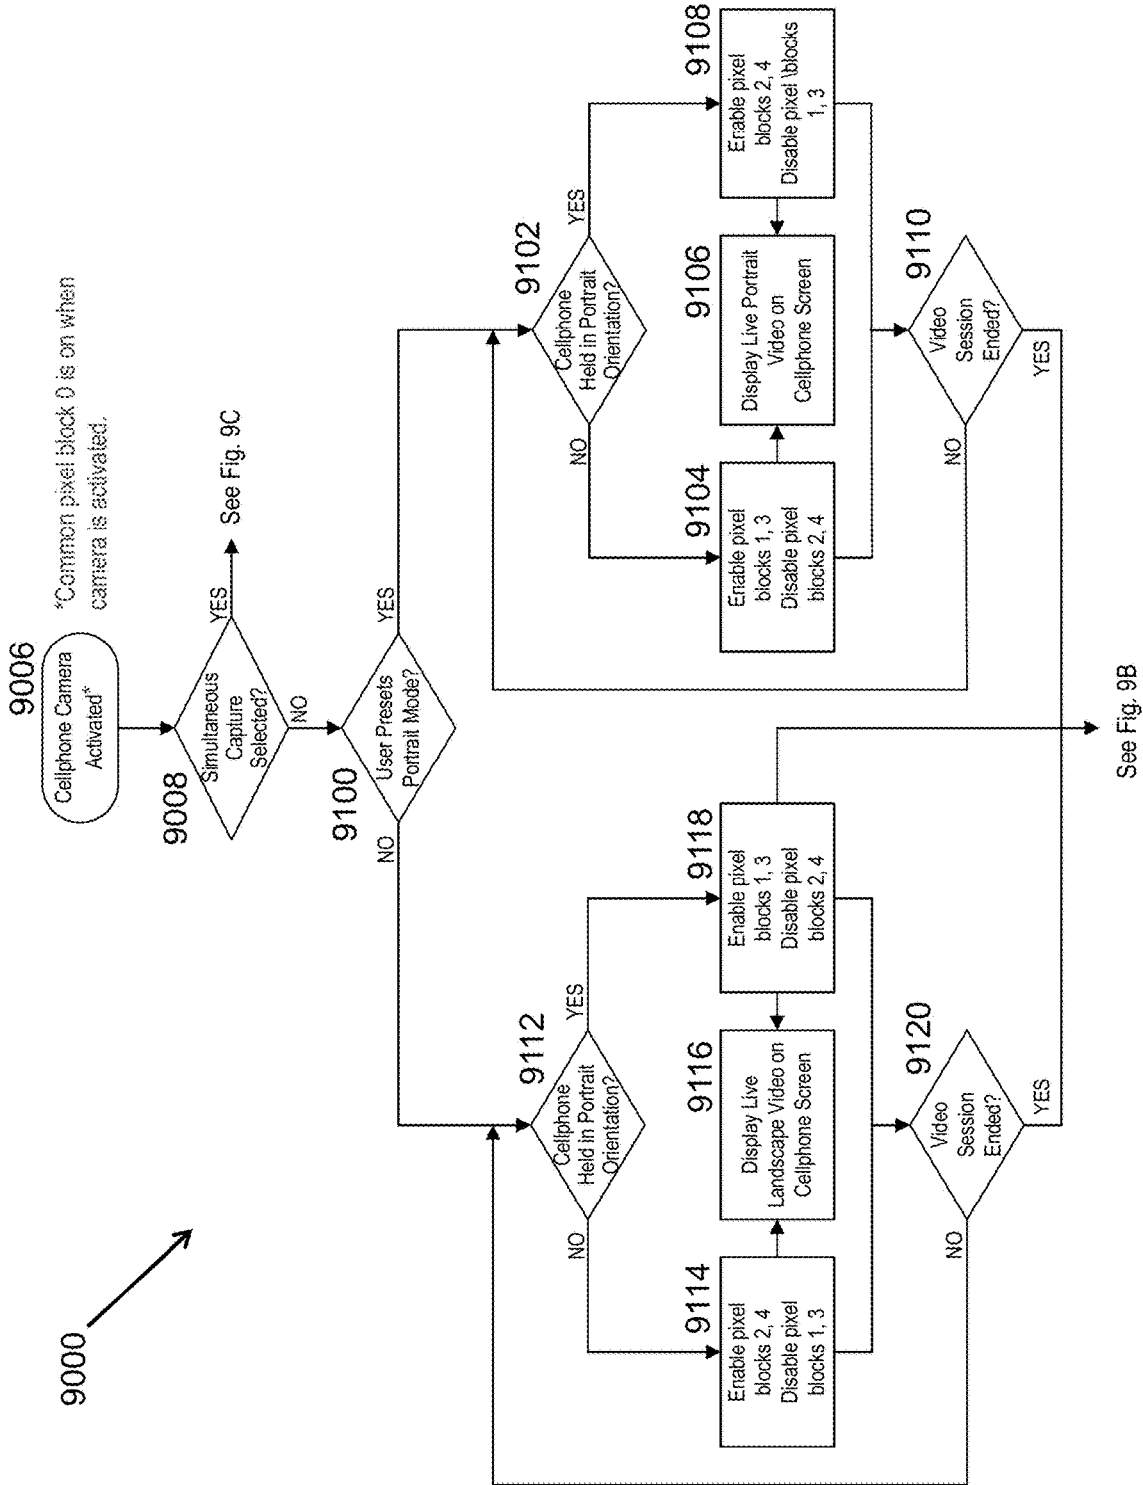 9000
9006
Cellphone Camera
Activated*
*Common pixel block 0 is on when
camera is activated.
9008
Simultaneous
Capture
Selected?
YES
See Fig. 9C
NO
9100
User Presets
Portrait Mode?
NO
YES
9112
Cellphone
Held in Portrait
Orientation?
NO
YES
9114
Enable pixel
blocks 2, 4
Disable pixel
blocks 1, 3
9116
Display Live
Landscape Video on
Cellphone Screen
9118
Enable pixel
blocks 1, 3
Disable pixel
blocks 2, 4
9120
Video
Session
Ended?
NO
YES
9102
Cellphone
Held in Portrait
Orientation?
NO
YES
9104
Enable pixel
blocks 1, 3
Disable pixel
blocks 2, 4
9106
Display Live Portrait
Video on
Cellphone Screen
9108
Enable pixel
blocks 2, 4
Disable pixel \blocks
1, 3
9110
Video
Session
Ended?
NO
YES
See Fig. 9B